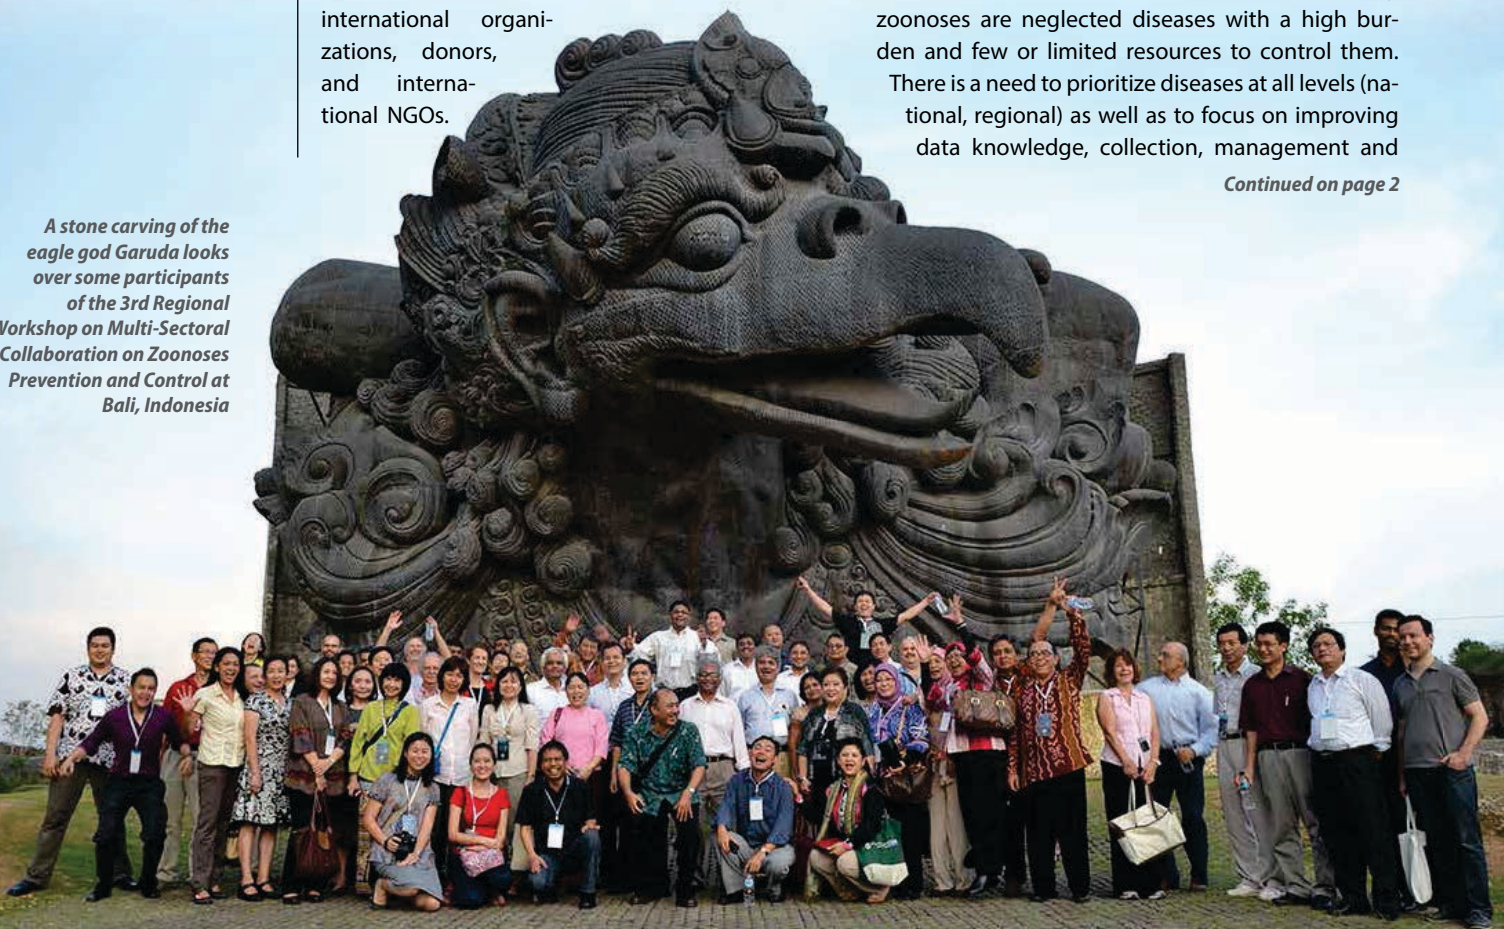 international organi-
zations, donors,
and interna-
tional NGOs.
zoonoses are neglected diseases with a high bur-
den and few or limited resources to control them.
There is a need to prioritize diseases at all levels (na-
tional, regional) as well as to focus on improving
data knowledge, collection, management and
Continued on page 2
A stone carving of the
eagle god Garuda looks
over some participants
of the 3rd Regional
Workshop on Multi-Sectoral
Collaboration on Zoonoses
Prevention and Control at
Bali, Indonesia